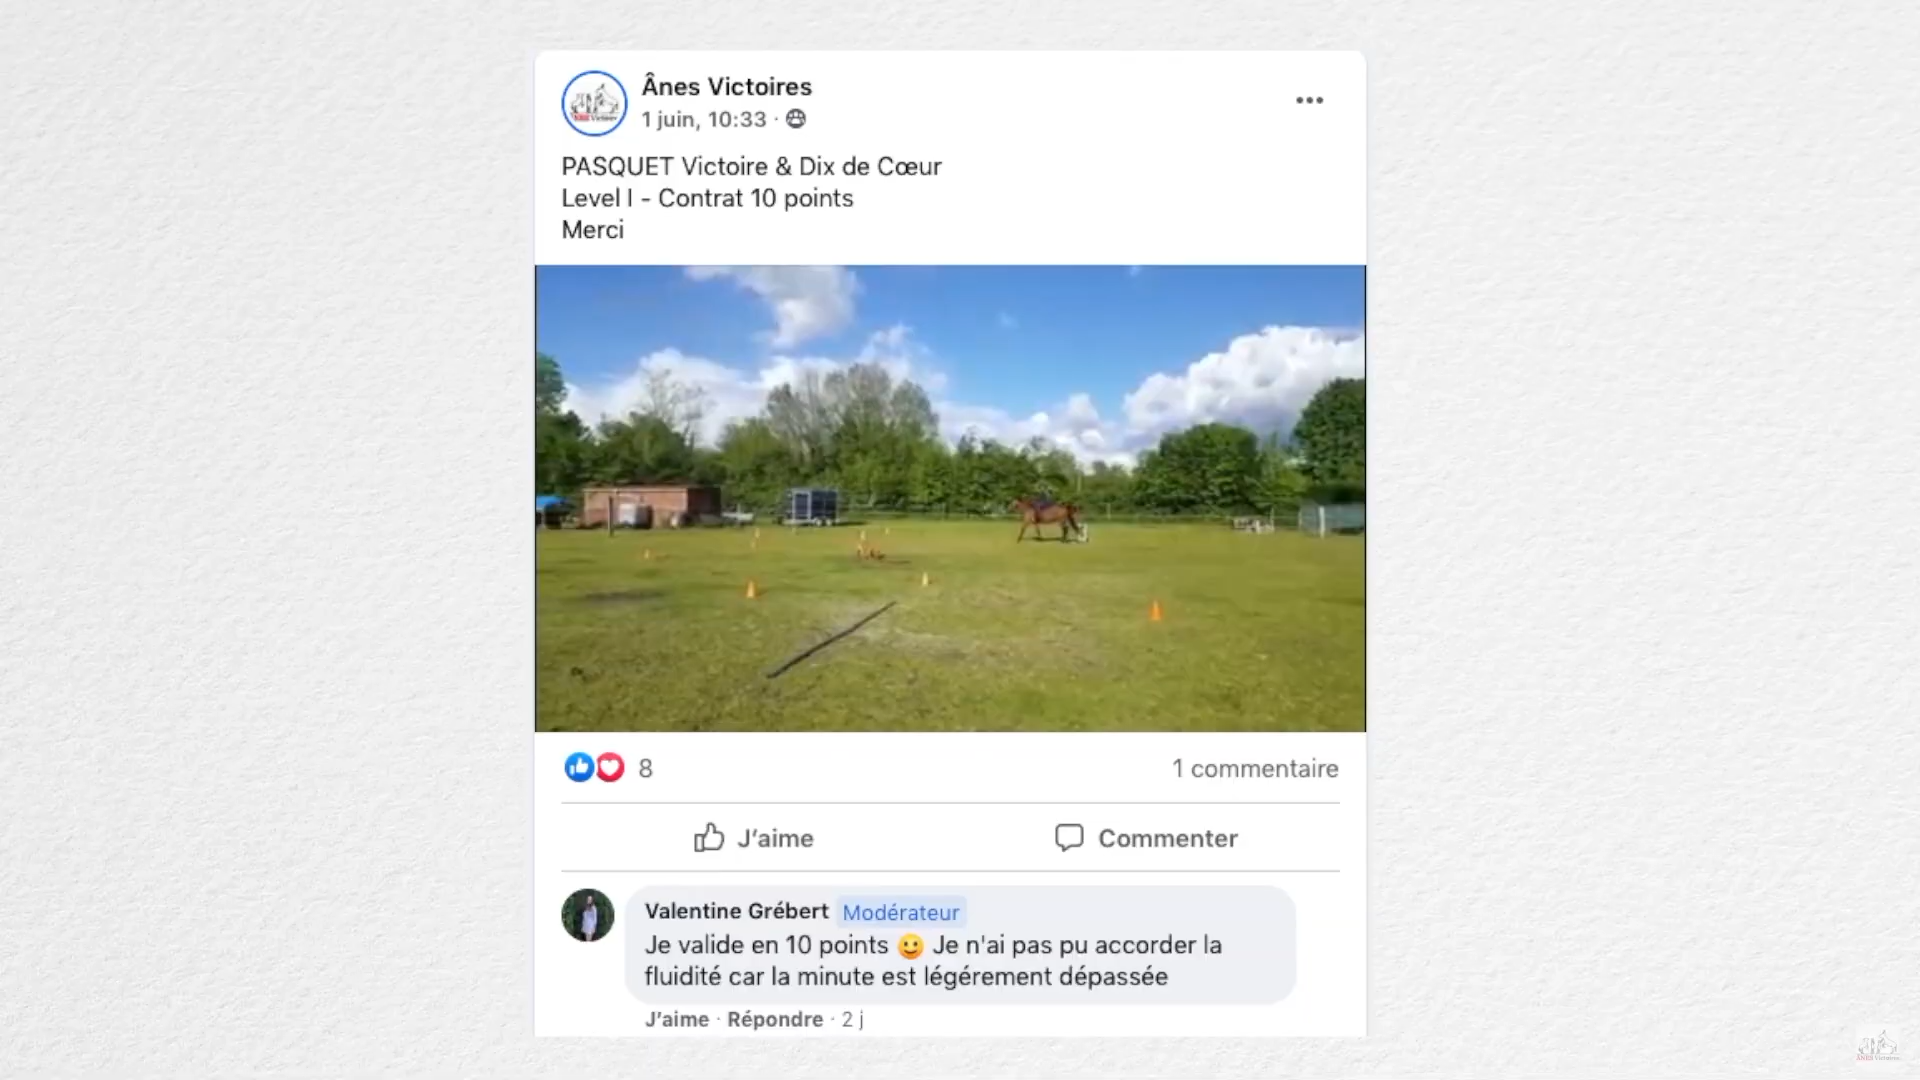 Ânes Victoires
1 juin, 10:33 ·
PASQUET Victoire & Dix de Cœur
Level I - Contrat 10 points
Merci
8
1 commentaire
J'aime
Commenter
Valentine Grébert Modérateur
Je valide en 10 points 😀 Je n'ai pas pu accorder la
fluidité car la minute est légérement dépassée
J'aime · Répondre · 2 j
ÂNES Victoires